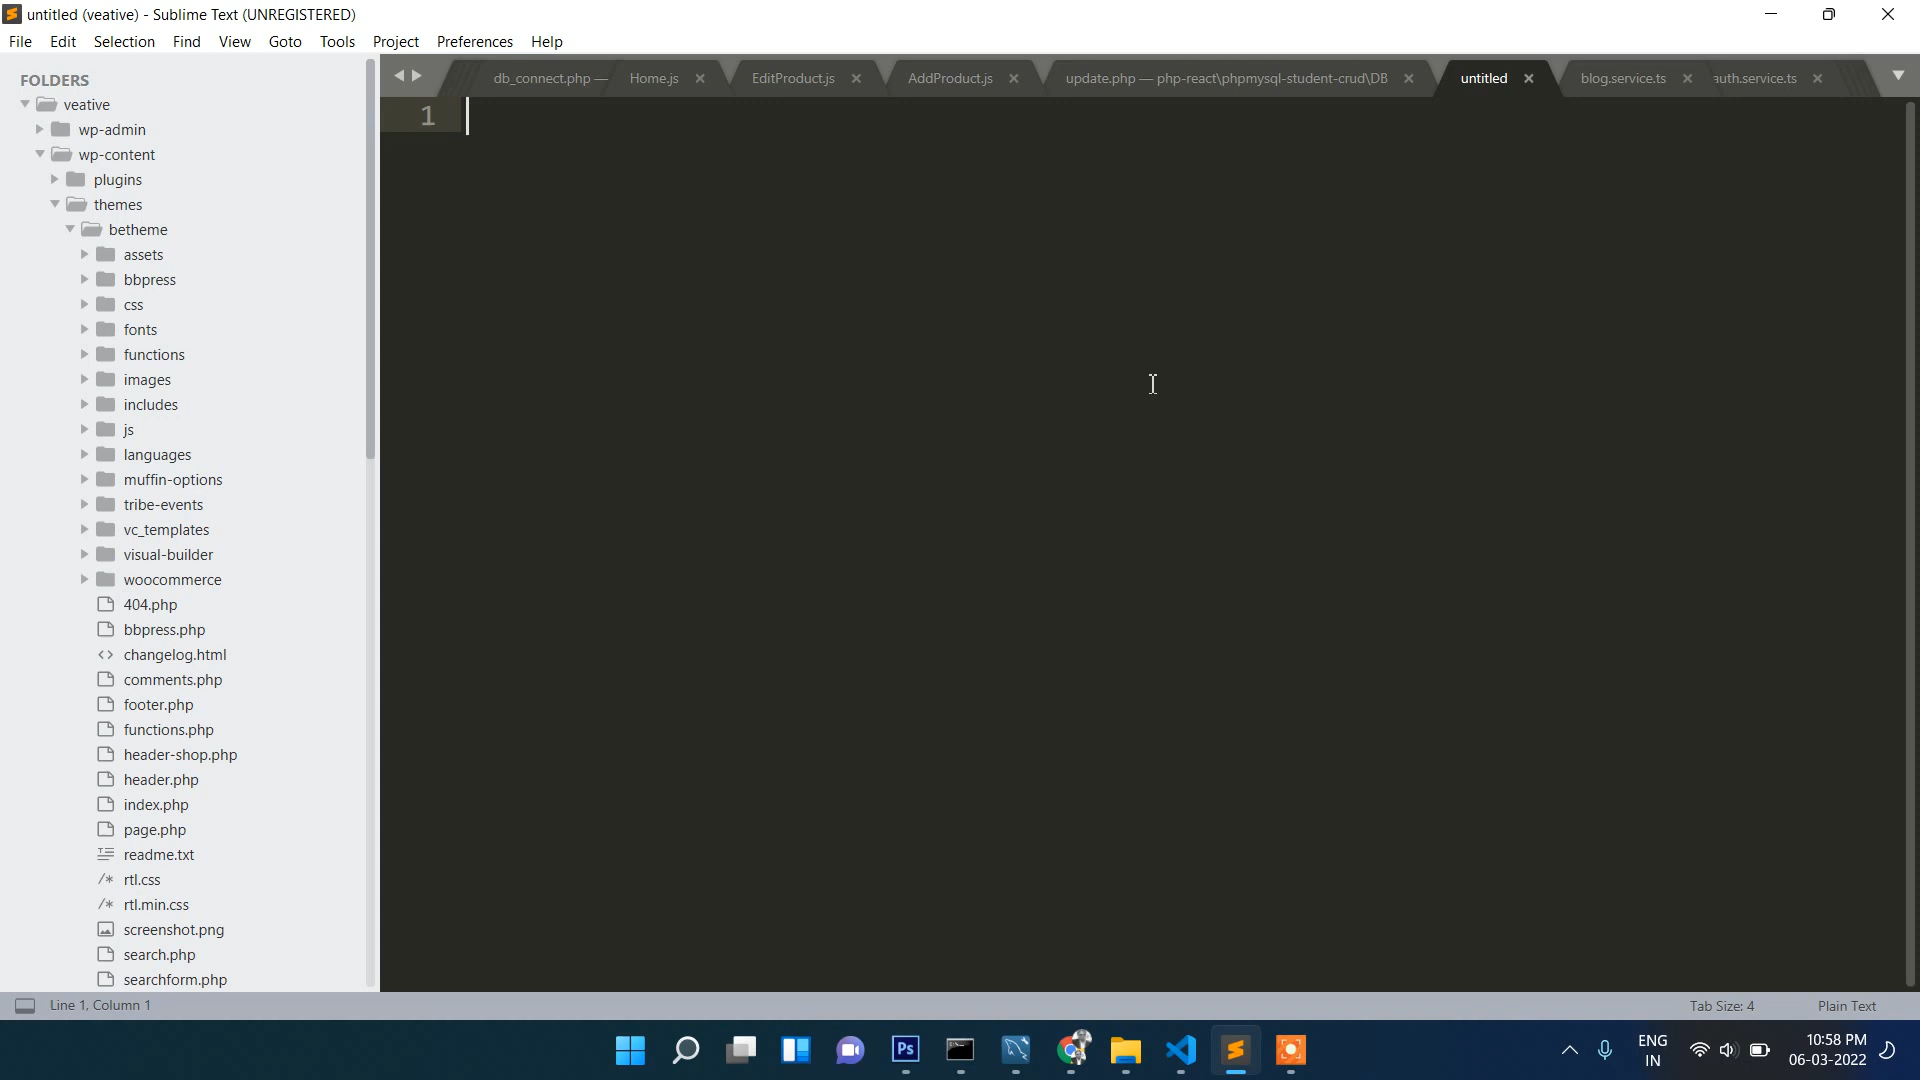 untitled (veative) - Sublime Text (UNREGISTERED)
File Edit Selection Find View Goto Tools Project Preferences Help
FOLDERS
veative
wp-admin
wp-content
plugins
themes
betheme
assets
bbpress
css
fonts
functions
images
includes
js
languages
muffin-options
tribe-events
vc_templates
visual-builder
woocommerce
404.php
bbpress.php
changelog.html
comments.php
footer.php
functions.php
header-shop.php
header.php
index.php
page.php
readme.txt
rtl.css
rtl.min.css
screenshot.png
search.php
searchform.php
db_connect.php — Home.js EditProduct.js AddProduct.js update.php — php-react\phpmysql-student-crud\DB untitled blog.service.ts auth.service.ts
1
Line 1, Column 1 Tab Size: 4 Plain Text
Ps
ENG
IN
10:58 PM
06-03-2022